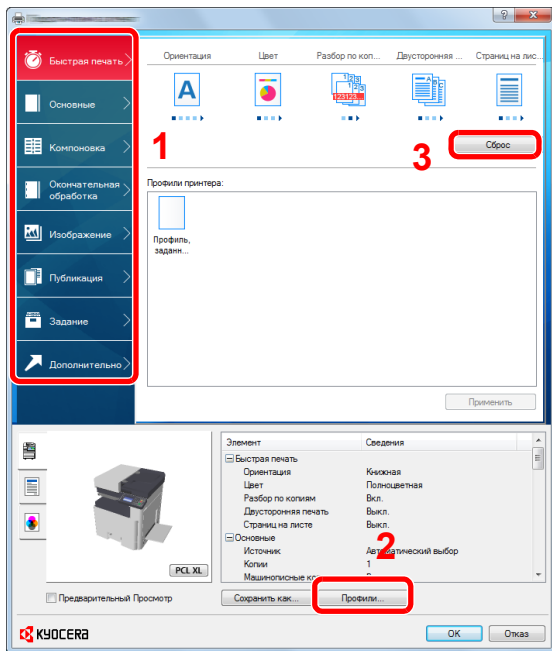 Быстрая печать
Основные
Компоновка
Окончательная
обработка
Изображение
Публикация
Задание
Дополнительно
1
Ориентация Цвет Разбор по коп... Двусторонняя ... Страниц на лис...
A
123
123123
A B
3
Сброс
Профили принтера:
Профиль,
заданн...
Применить
PCL XL
Предварительный Просмотр
Элемент Сведения
Быстрая печать
Ориентация Книжная
Цвет Полноцветная
Разбор по копиям Вкл.
Двусторонняя печать Выкл.
Страниц на листе Выкл.
Основные
Источник Автоматический выбор
Копии 1
Машинописные
2
Сохранить как... Профили...
KYOCERA
OK Отказ